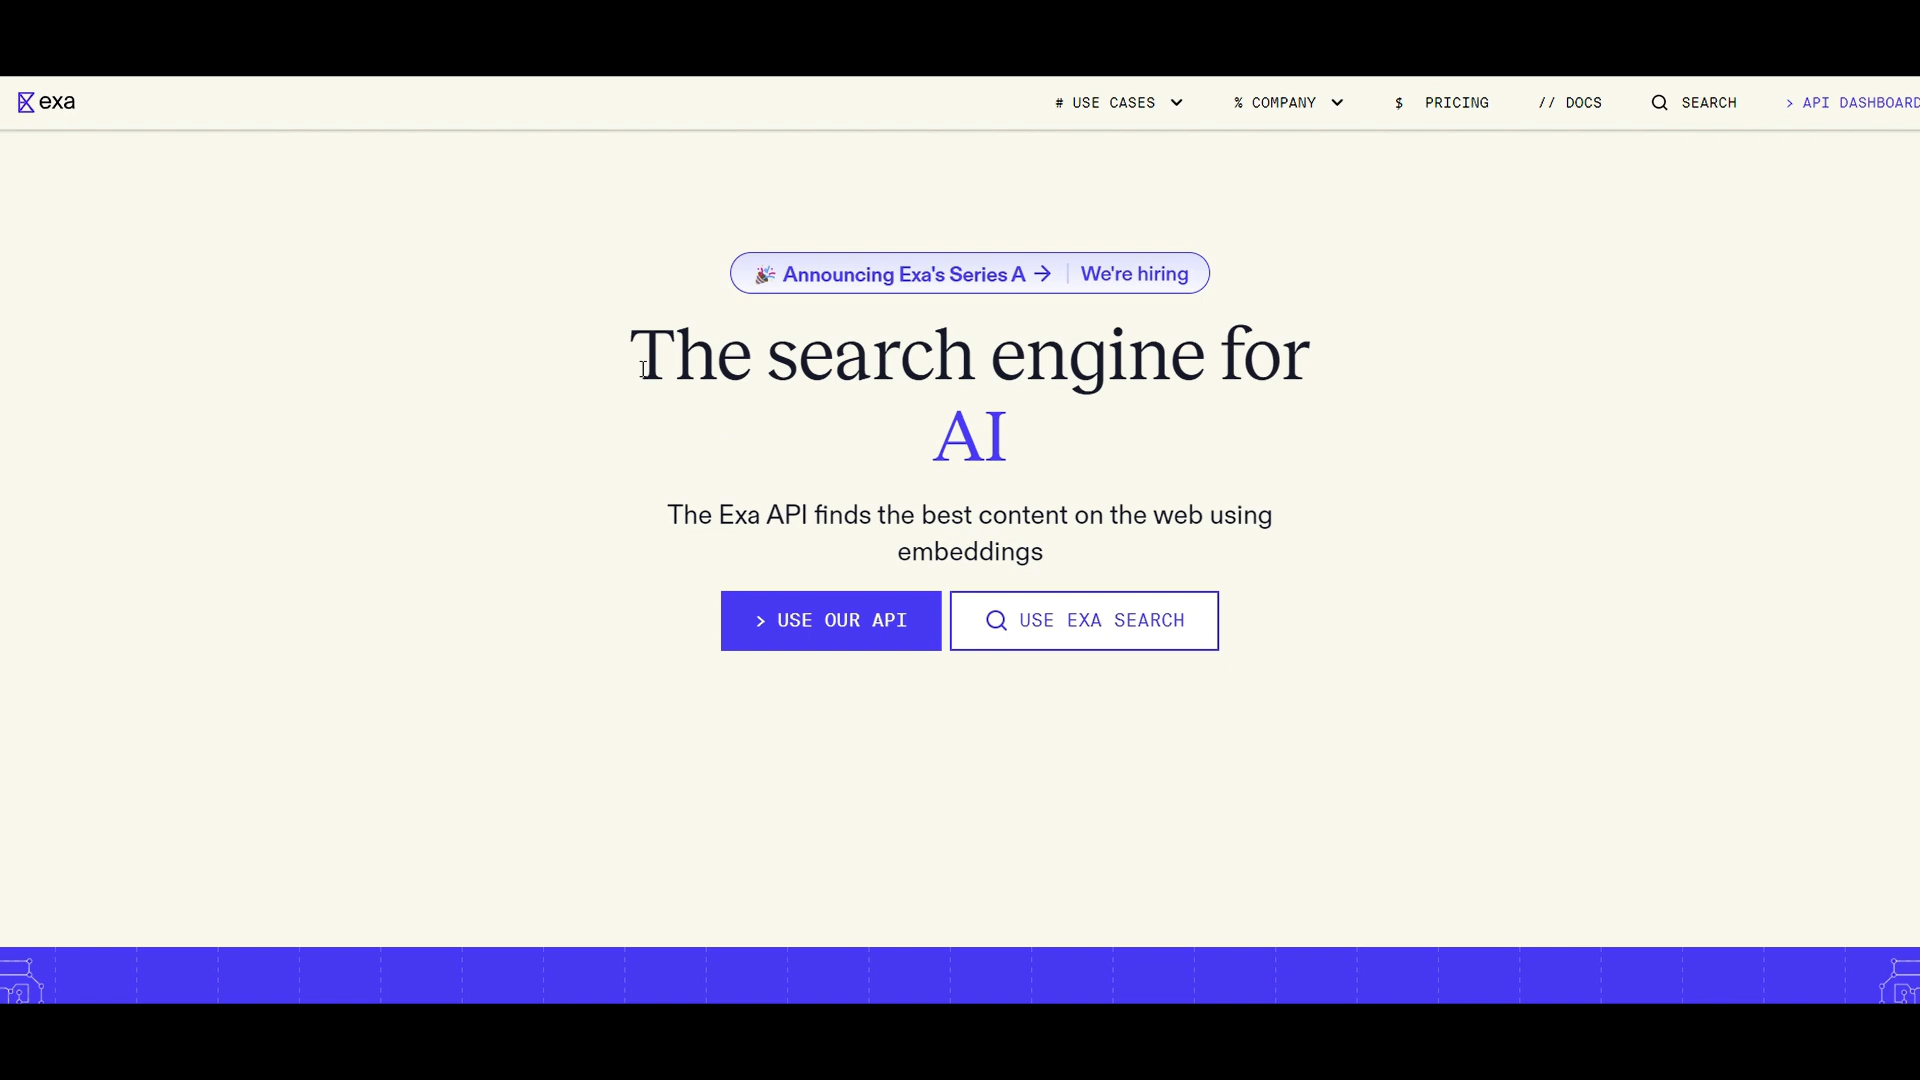 exa
# USE CASES
% COMPANY
$ PRICING
// DOCS
SEARCH
> API DASHBOARD
🎉 Announcing Exa's Series A → | We're hiring
The search engine for
AI
The Exa API finds the best content on the web using
embeddings
> USE OUR API
USE EXA SEARCH